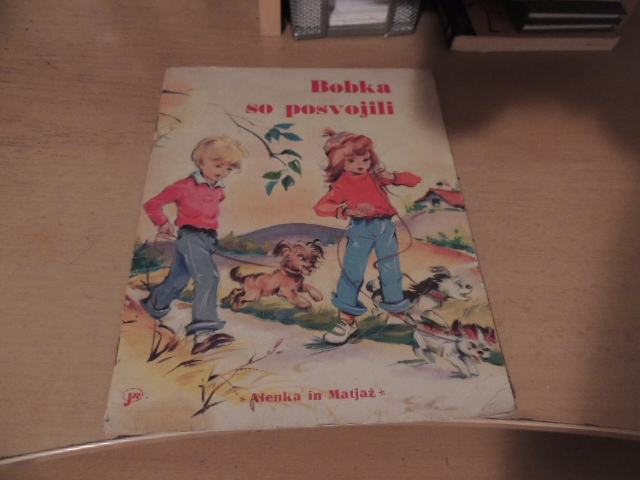 Bobka
so posvojili
* Alenka in Matjaž *